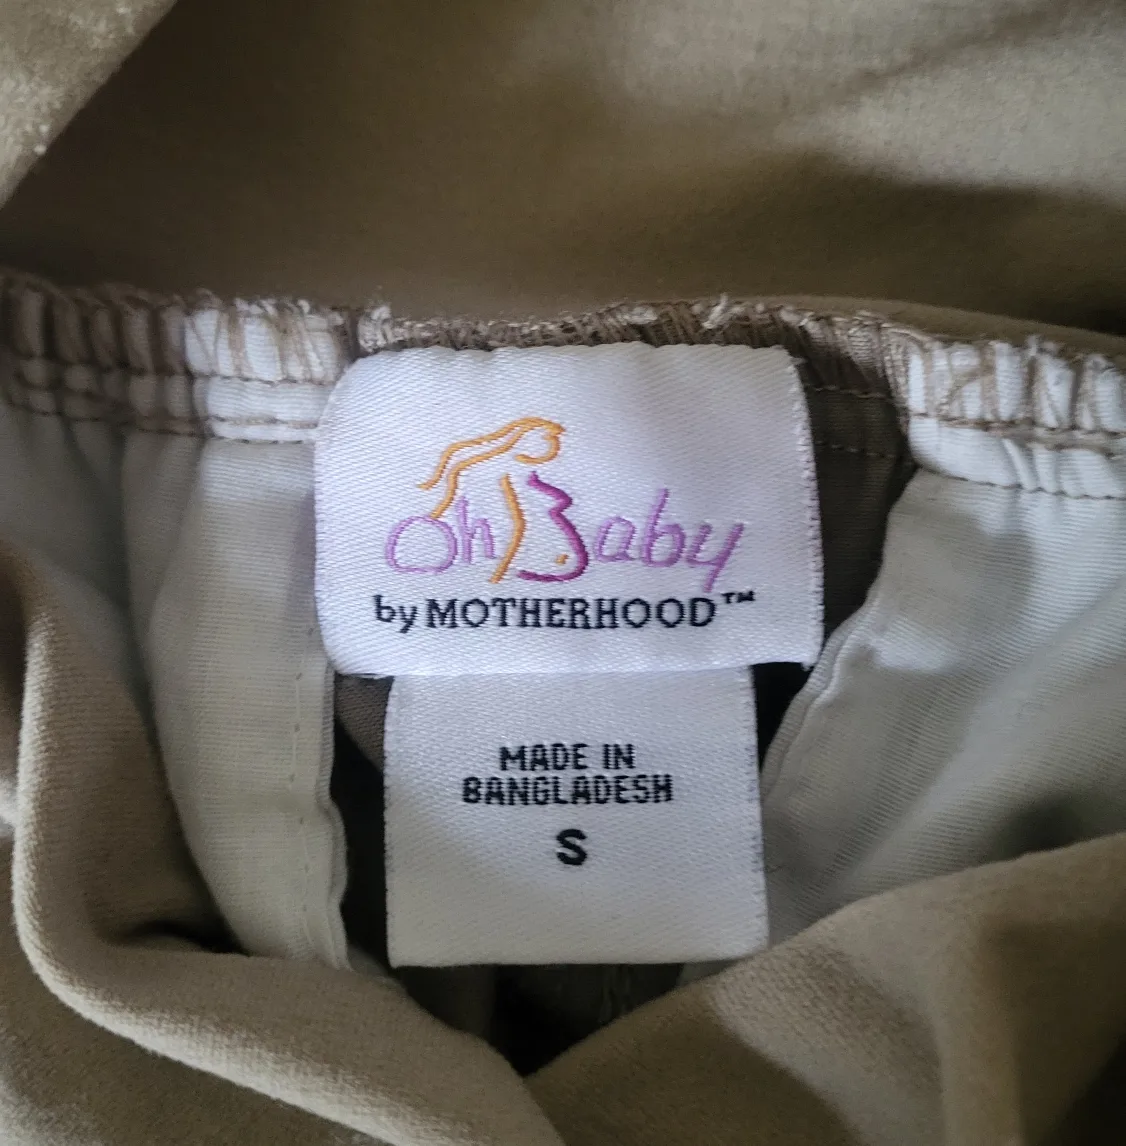 Oh Baby
by MOTHERHOOD™
MADE IN
BANGLADESH
S